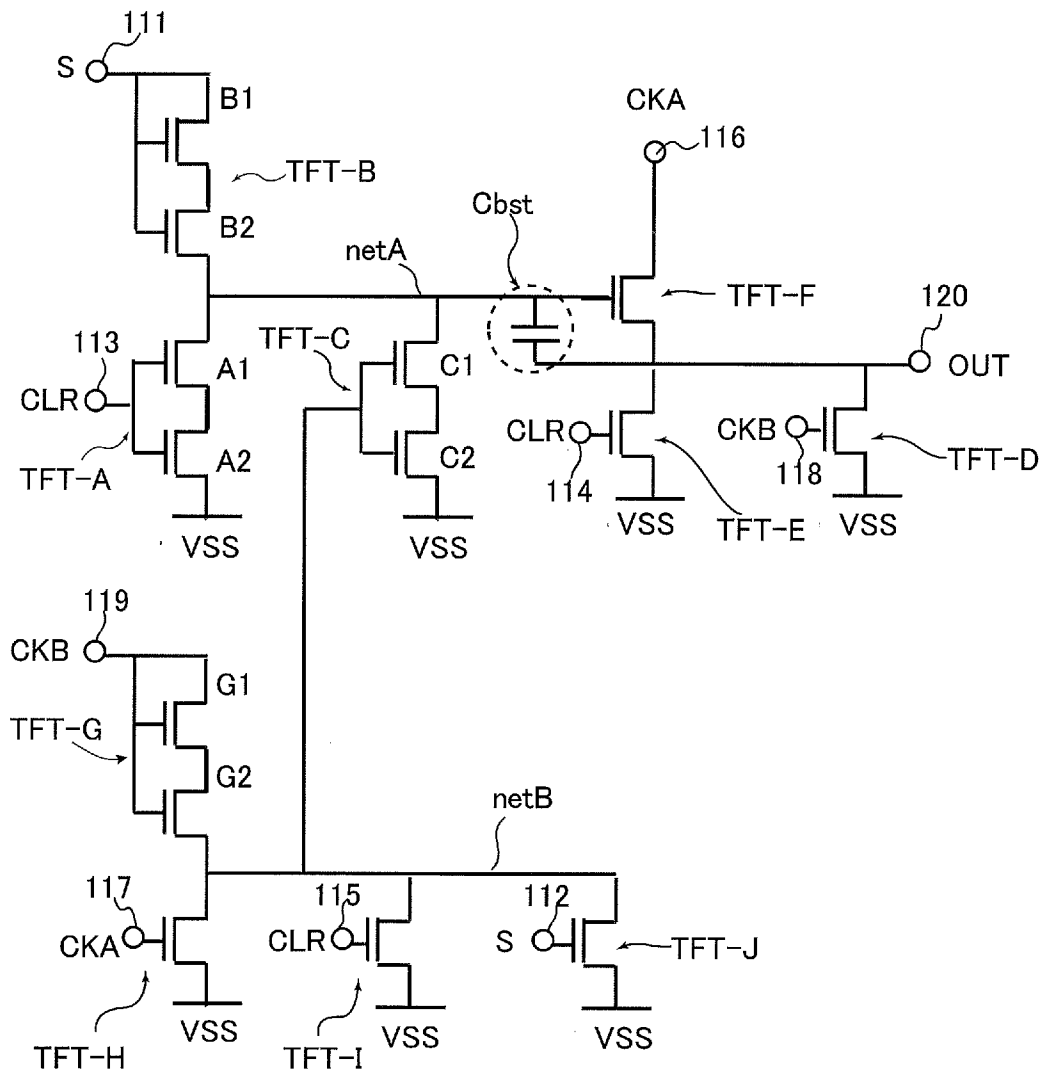 111
S
B1
TFT-B
B2
CKA
116
Cbst
netA
TFT-F
120
OUT
113
CLR
A1
A2
TFT-A
VSS
TFT-C
C1
C2
VSS
CLR
114
VSS
TFT-E
CKB
118
TFT-D
VSS
119
CKB
G1
TFT-G
G2
netB
117
CKA
VSS
TFT-H
115
CLR
VSS
TFT-I
112
S
TFT-J
VSS